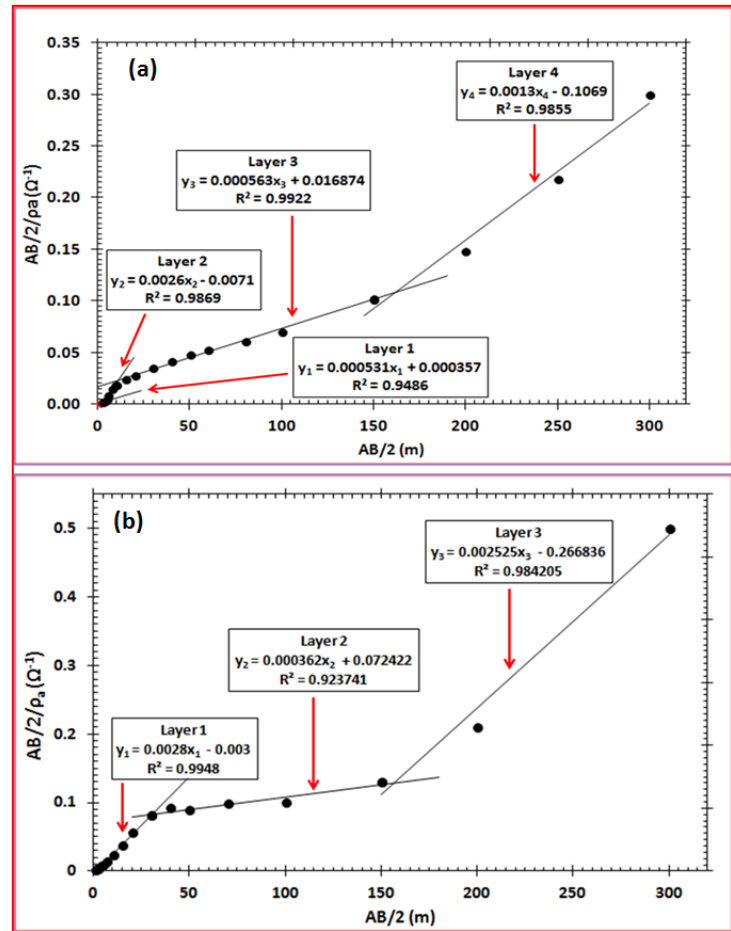 (a)
0.35
0.30
0.25
0.20
0.15
0.10
0.05
0.00
AB/2/ρa (Ω⁻¹)
Layer 4
y₄ = 0.0013x₄ - 0.1069
R² = 0.9855
Layer 3
y₃ = 0.000563x₃ + 0.016874
R² = 0.9922
Layer 2
y₂ = 0.0026x₂ - 0.0071
R² = 0.9869
Layer 1
y₁ = 0.000531x₁ + 0.000357
R² = 0.9486
0 50 100 150 200 250 300
AB/2 (m)
(b)
0.5
0.4
0.3
0.2
0.1
0
AB/2/ρₐ (Ω⁻¹)
Layer 3
y₃ = 0.002525x₃ - 0.266836
R² = 0.984205
Layer 2
y₂ = 0.000362x₂ + 0.072422
R² = 0.923741
Layer 1
y₁ = 0.0028x₁ - 0.003
R² = 0.9948
0 50 100 150 200 250 300
AB/2 (m)